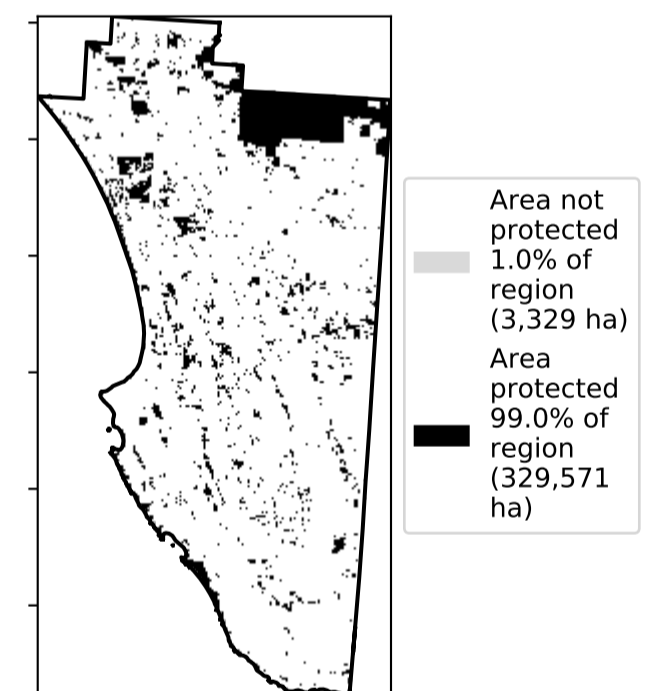 Area not
protected
1.0% of
region
(3,329 ha)
Area
protected
99.0% of
region
(329,571
ha)